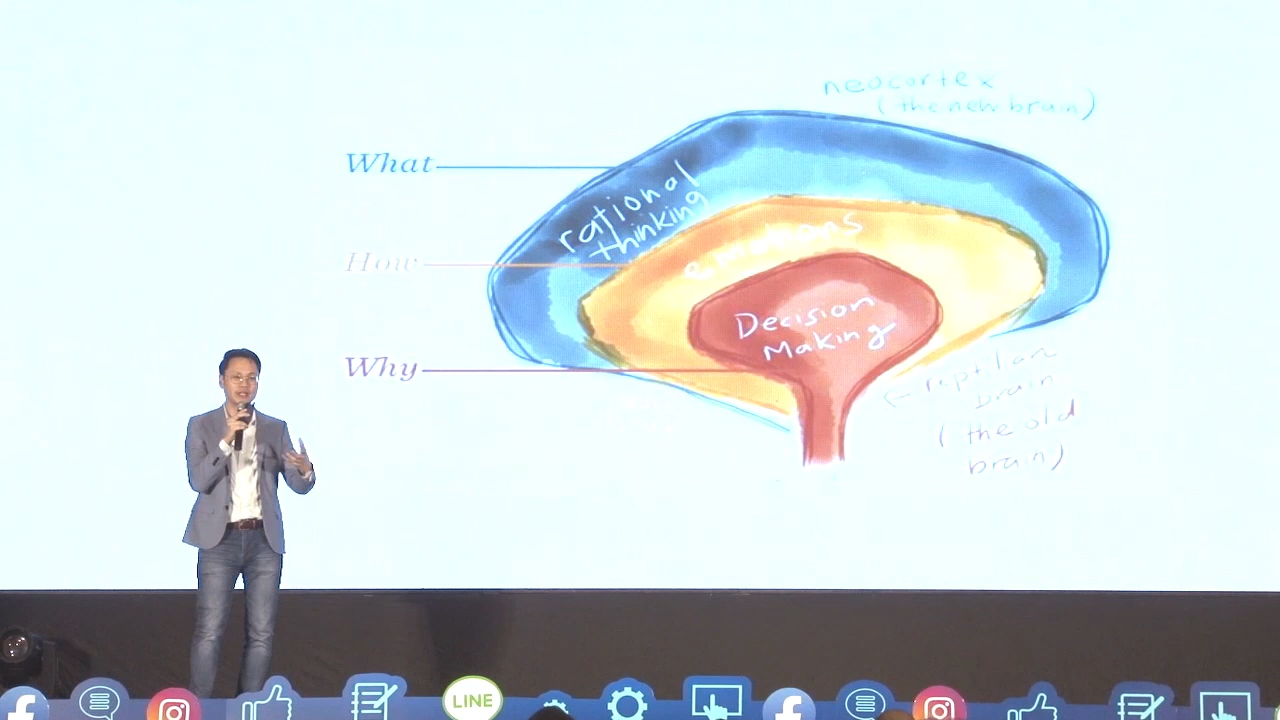 neocortex
(the new brain)
What
rational
thinking
emotions
How
Decision
Making
Why
reptilian
brain
(the old
brain)
LINE